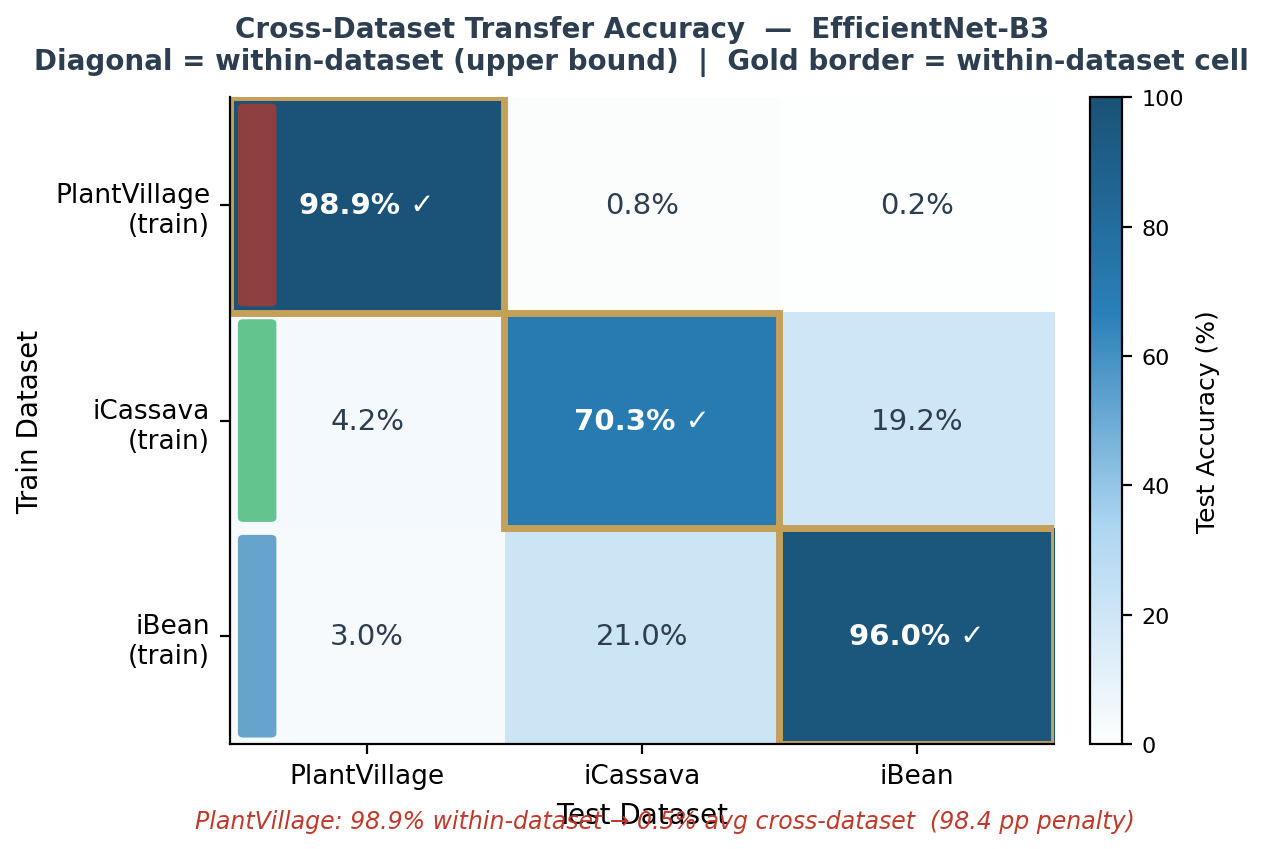 Cross-Dataset Transfer Accuracy — EfficientNet-B3
Diagonal = within-dataset (upper bound) | Gold border = within-dataset cell
Train Dataset
PlantVillage
(train)
98.9% ✓
0.8%
0.2%
iCassava
(train)
4.2%
70.3% ✓
19.2%
iBean
(train)
3.0%
21.0%
96.0% ✓
PlantVillage
iCassava
iBean
Test Dataset
PlantVillage: 98.9% within-dataset → 0.5% avg cross-dataset (98.4 pp penalty)
100
80
60
40
20
0
Test Accuracy (%)